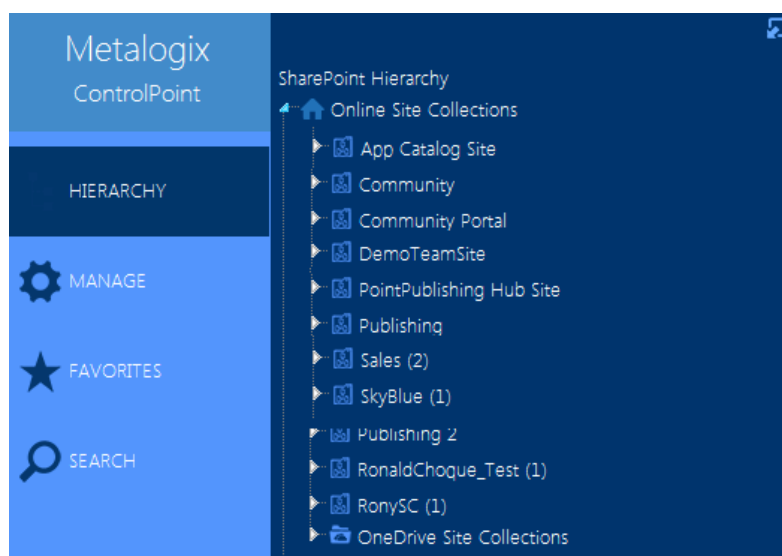 Metalogix
ControlPoint
HIERARCHY
MANAGE
FAVORITES
SEARCH
SharePoint Hierarchy
Online Site Collections
App Catalog Site
Community
Community Portal
DemoTeamSite
PointPublishing Hub Site
Publishing
Sales (2)
SkyBlue (1)
Publishing 2
RonaldChoque_Test (1)
RonySC (1)
OneDrive Site Collections